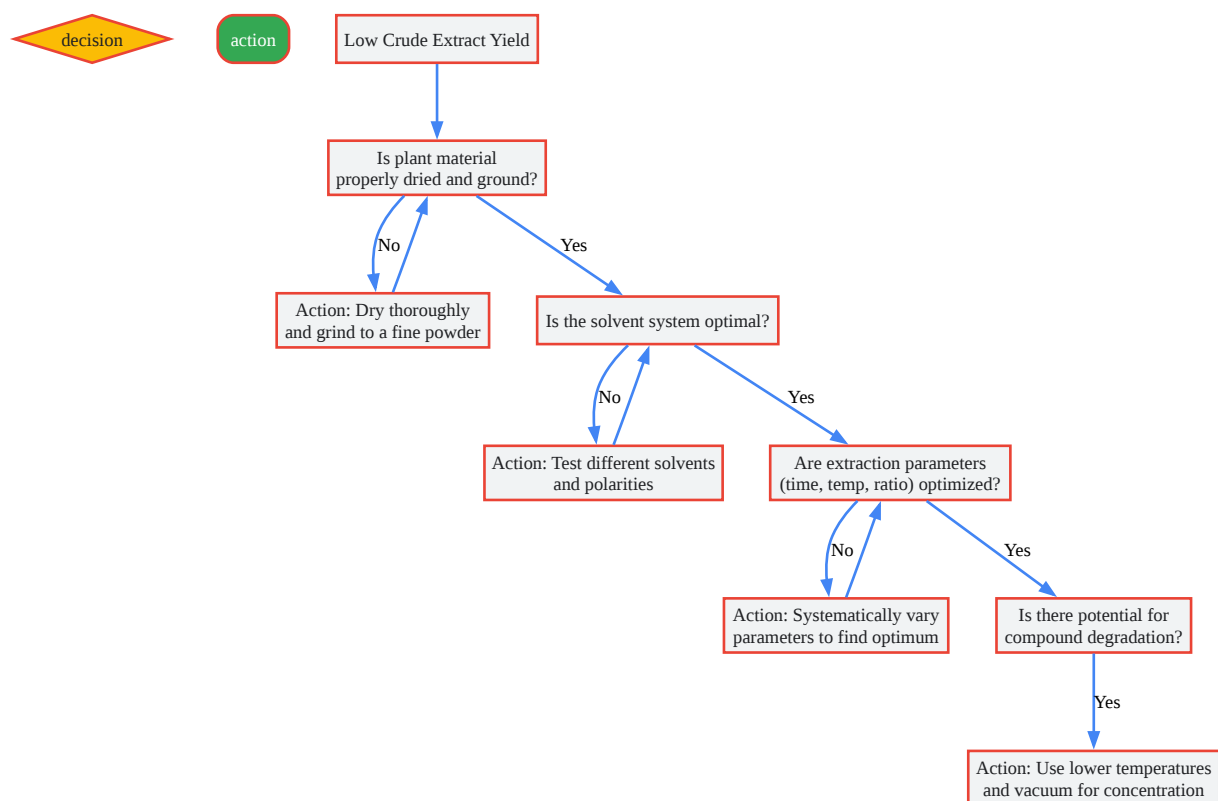 decision
action
Low Crude Extract Yield
Is plant material
properly dried and ground?
No
Yes
Action: Dry thoroughly
and grind to a fine powder
Is the solvent system optimal?
No
Yes
Action: Test different solvents
and polarities
Are extraction parameters
(time, temp, ratio) optimized?
No
Yes
Action: Systematically vary
parameters to find optimum
Is there potential for
compound degradation?
Yes
Action: Use lower temperatures
and vacuum for concentration